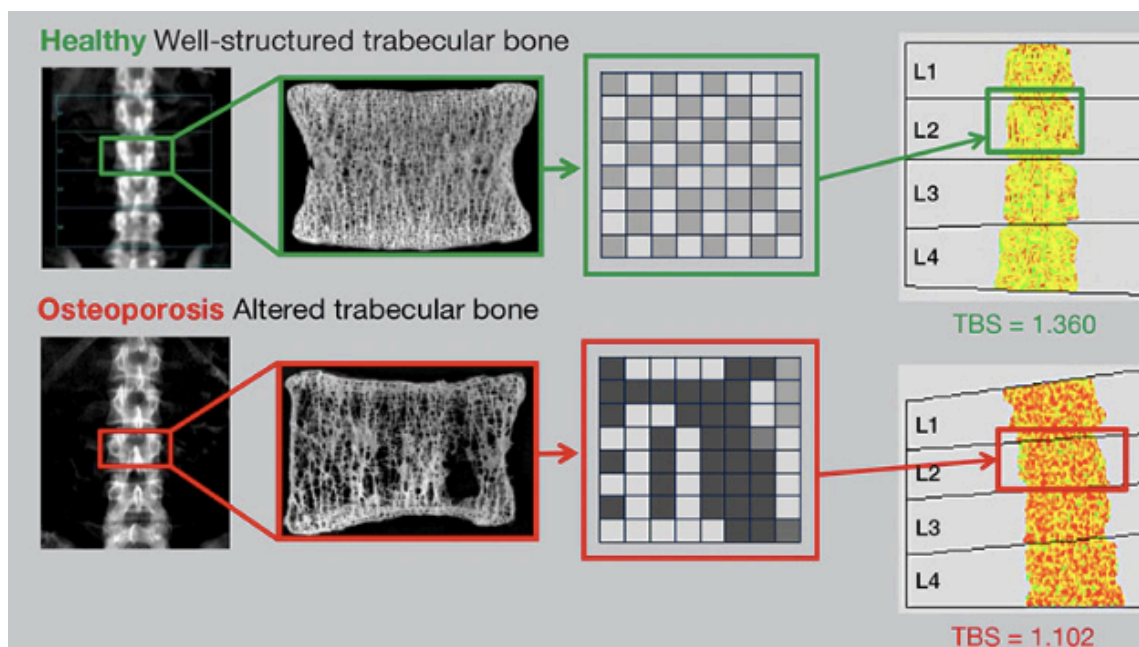 Healthy Well-structured trabecular bone
L1
L2
L3
L4
TBS = 1.360
Osteoporosis Altered trabecular bone
L1
L2
L3
L4
TBS = 1.102